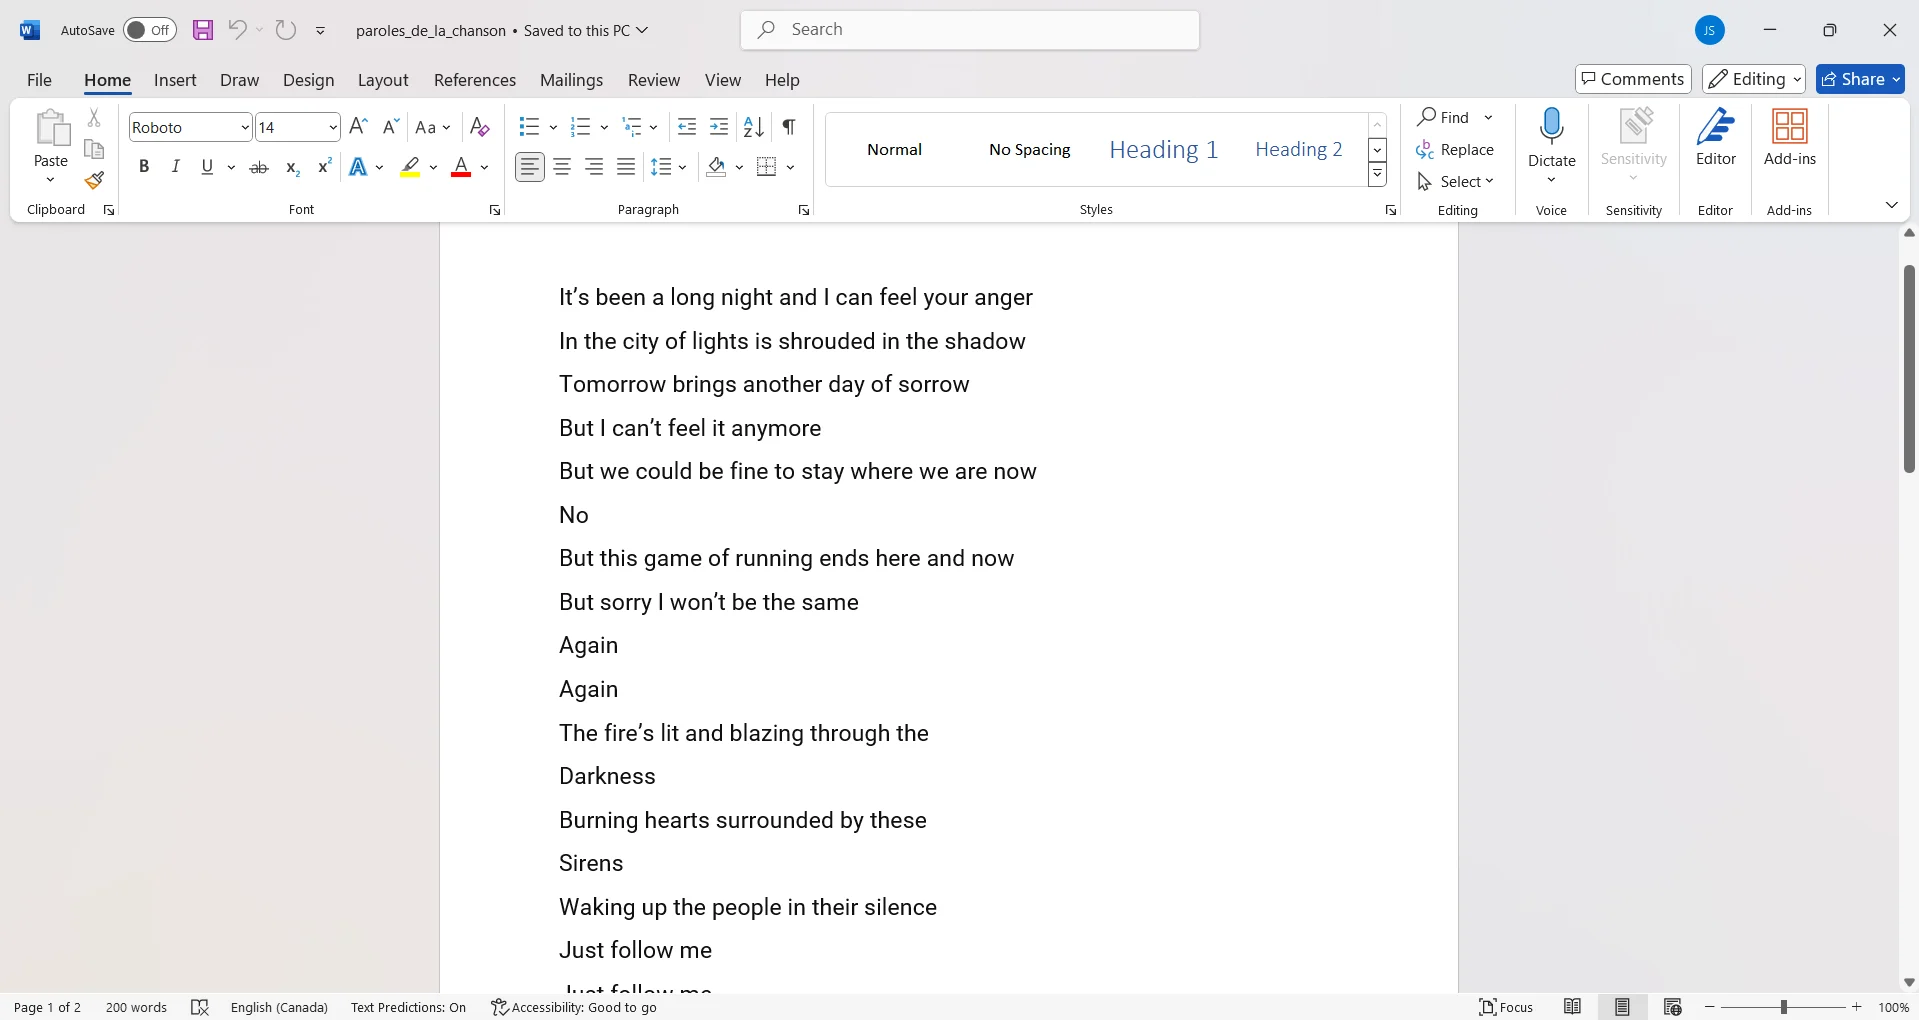 AutoSave Off paroles_de_la_chanson • Saved to this PC Search JS
File Home Insert Draw Design Layout References Mailings Review View Help Comments Editing Share
Paste Roboto 14 Aa Normal No Spacing Heading 1 Heading 2 Find Replace Select Dictate Sensitivity Editor Add-ins
Clipboard Font Paragraph Styles Editing Voice Sensitivity Editor Add-ins
It’s been a long night and I can feel your anger
In the city of lights is shrouded in the shadow
Tomorrow brings another day of sorrow
But I can’t feel it anymore
But we could be fine to stay where we are now
No
But this game of running ends here and now
But sorry I won’t be the same
Again
Again
The fire’s lit and blazing through the
Darkness
Burning hearts surrounded by these
Sirens
Waking up the people in their silence
Just follow me
Just follow me
Page 1 of 2 200 words English (Canada) Text Predictions: On Accessibility: Good to go Focus 100%